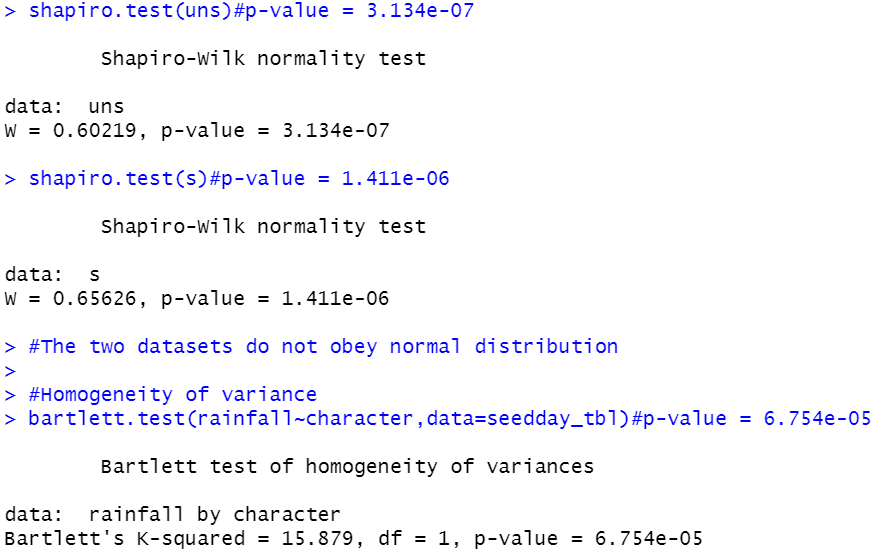 > shapiro.test(uns)#p-value = 3.134e-07
Shapiro-Wilk normality test
data:  uns
W = 0.60219, p-value = 3.134e-07
> shapiro.test(s)#p-value = 1.411e-06
Shapiro-Wilk normality test
data:  s
W = 0.65626, p-value = 1.411e-06
> #The two datasets do not obey normal distribution
>
> #Homogeneity of variance
> bartlett.test(rainfall~character,data=seedday_tbl)#p-value = 6.754e-05
Bartlett test of homogeneity of variances
data:  rainfall by character
Bartlett's K-squared = 15.879, df = 1, p-value = 6.754e-05